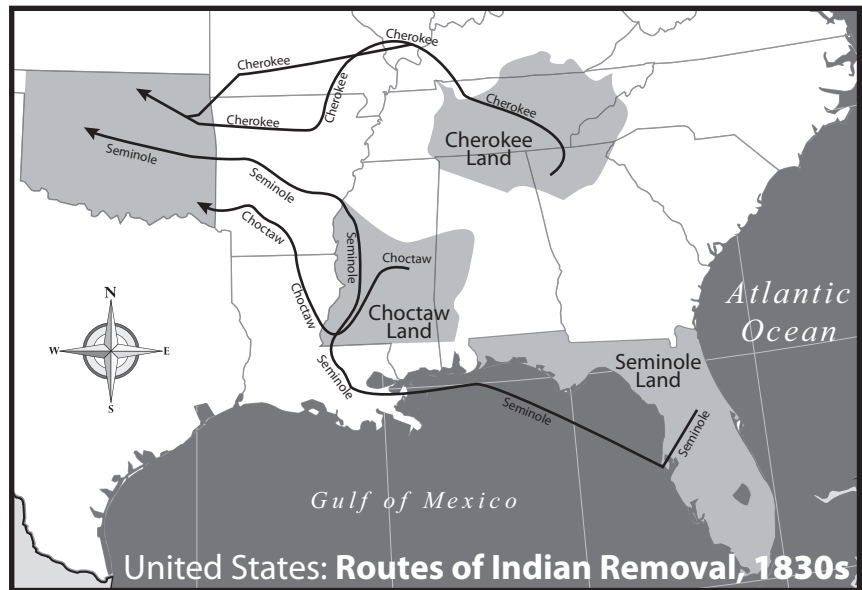 Cherokee
Cherokee
Cherokee
Cherokee
Cherokee
Cherokee
Land
Seminole
Seminole
Seminole
Choctaw
Choctaw
Choctaw
Choctaw
Land
Seminole
Seminole
Seminole
Seminole
Land
Atlantic
Ocean
N
W
E
S
Gulf of Mexico
United States: Routes of Indian Removal, 1830s